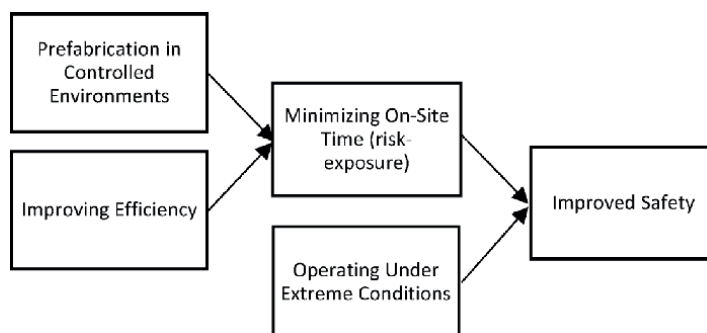 Prefabrication in
Controlled
Environments
Improving Efficiency
Minimizing On-Site
Time (risk-
exposure)
Operating Under
Extreme Conditions
Improved Safety